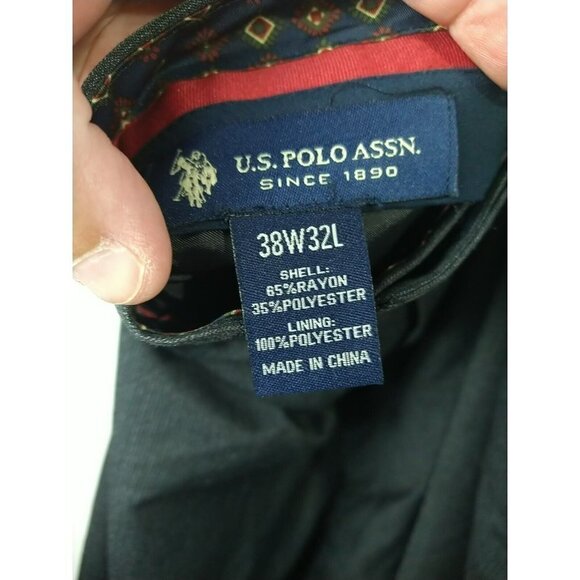 U.S. POLO ASSN.
SINCE 1890
38W32L
SHELL:
65%RAYON
35%POLYESTER
LINING:
100%POLYESTER
MADE IN CHINA